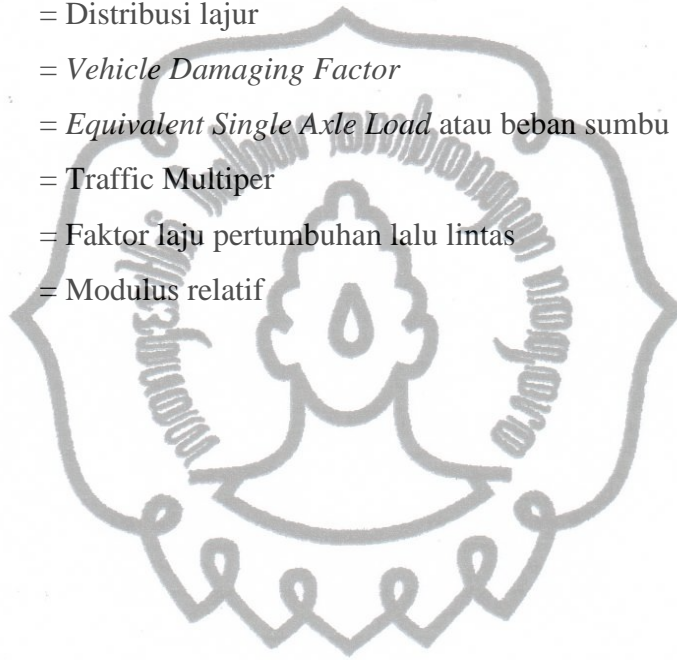 = Distribusi lajur
= Vehicle Damaging Factor
= Equivalent Single Axle Load atau beban sumbu
= Traffic Multiper
= Faktor laju pertumbuhan lalu lintas
= Modulus relatif